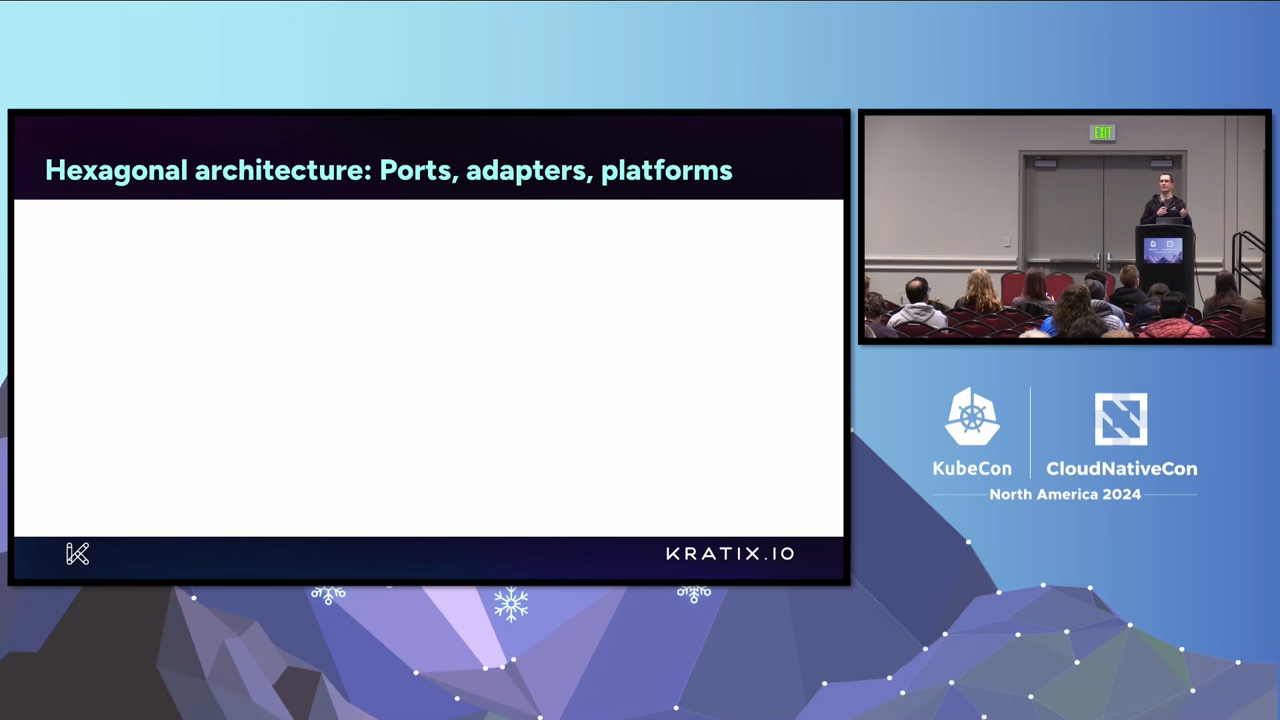 Hexagonal architecture: Ports, adapters, platforms
KRATIX.IO
EXIT
KubeCon
CloudNativeCon
North America 2024